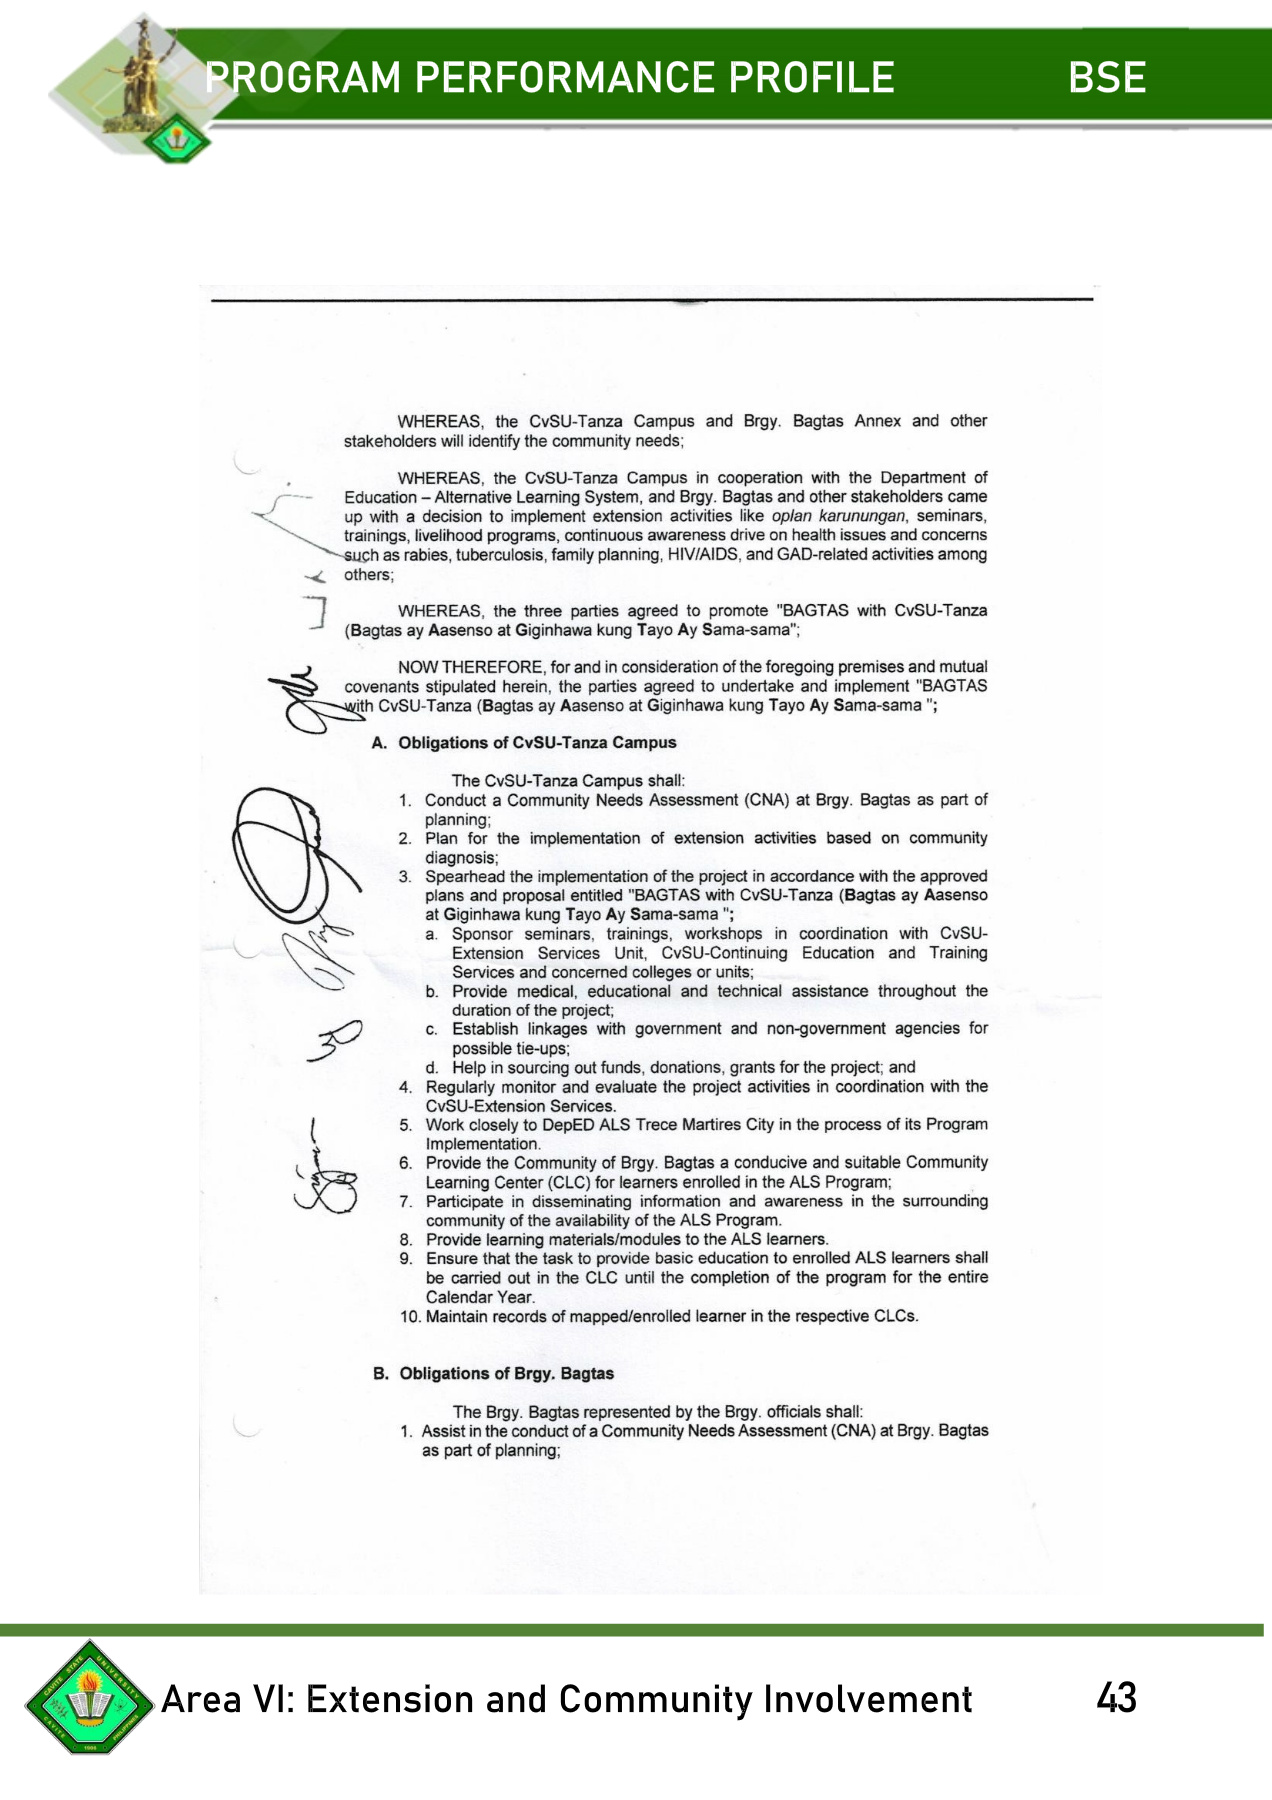 PROGRAM PERFORMANCE PROFILE BSE
WHEREAS, the CvSU-Tanza Campus and Brgy. Bagtas Annex and other
stakeholders will identify the community needs;
WHEREAS, the CvSU-Tanza Campus in cooperation with the Department of
Education – Alternative Learning System, and Brgy. Bagtas and other stakeholders came
up with a decision to implement extension activities like oplan karunungan, seminars,
trainings, livelihood programs, continuous awareness drive on health issues and concerns
such as rabies, tuberculosis, family planning, HIV/AIDS, and GAD-related activities among
others;
WHEREAS, the three parties agreed to promote "BAGTAS with CvSU-Tanza
(Bagtas ay Aasenso at Giginhawa kung Tayo Ay Sama-sama";
NOW THEREFORE, for and in consideration of the foregoing premises and mutual
covenants stipulated herein, the parties agreed to undertake and implement "BAGTAS
with CvSU-Tanza (Bagtas ay Aasenso at Giginhawa kung Tayo Ay Sama-sama ";
A. Obligations of CvSU-Tanza Campus
The CvSU-Tanza Campus shall:
1. Conduct a Community Needs Assessment (CNA) at Brgy. Bagtas as part of
planning;
2. Plan for the implementation of extension activities based on community
diagnosis;
3. Spearhead the implementation of the project in accordance with the approved
plans and proposal entitled "BAGTAS with CvSU-Tanza (Bagtas ay Aasenso
at Giginhawa kung Tayo Ay Sama-sama ";
a. Sponsor seminars, trainings, workshops in coordination with CvSU-
Extension Services Unit, CvSU-Continuing Education and Training
Services and concerned colleges or units;
b. Provide medical, educational and technical assistance throughout the
duration of the project;
c. Establish linkages with government and non-government agencies for
possible tie-ups;
d. Help in sourcing out funds, donations, grants for the project; and
4. Regularly monitor and evaluate the project activities in coordination with the
CvSU-Extension Services.
5. Work closely to DepED ALS Trece Martires City in the process of its Program
Implementation.
6. Provide the Community of Brgy. Bagtas a conducive and suitable Community
Learning Center (CLC) for learners enrolled in the ALS Program;
7. Participate in disseminating information and awareness in the surrounding
community of the availability of the ALS Program.
8. Provide learning materials/modules to the ALS learners.
9. Ensure that the task to provide basic education to enrolled ALS learners shall
be carried out in the CLC until the completion of the program for the entire
Calendar Year.
10. Maintain records of mapped/enrolled learner in the respective CLCs.
B. Obligations of Brgy. Bagtas
The Brgy. Bagtas represented by the Brgy. officials shall:
1. Assist in the conduct of a Community Needs Assessment (CNA) at Brgy. Bagtas
as part of planning;
CAVITE STATE UNIVERSITY
CAVITE PHILIPPINES
1906
Area VI: Extension and Community Involvement 43